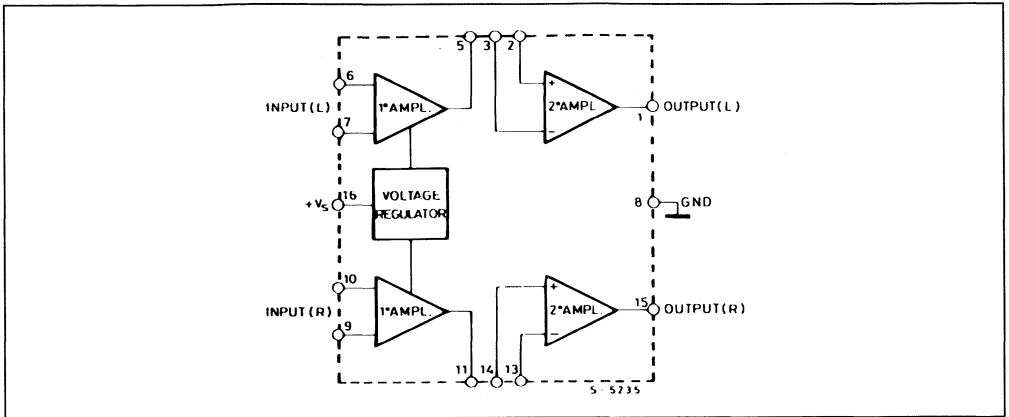 5 3 2
6
INPUT(L)
1°AMPL.
+
2°AMPL.
−
OUTPUT(L)
1
7
16
+Vs
VOLTAGE
REGULATOR
8 GND
10
INPUT(R)
1°AMPL.
+
2°AMPL.
−
15 OUTPUT(R)
9
11 14 13
S-5235